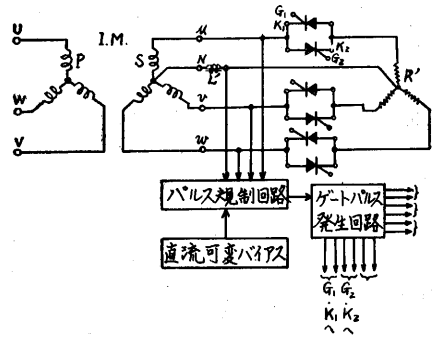 U
I.M.
P
W
V
S
u
N
L
v
w
G₁
K₁
K₂
G₂
R'
パルス規制回路
ゲートパルス
発生回路
直流可変バイアス
G₁ G₂
K₁ K₂